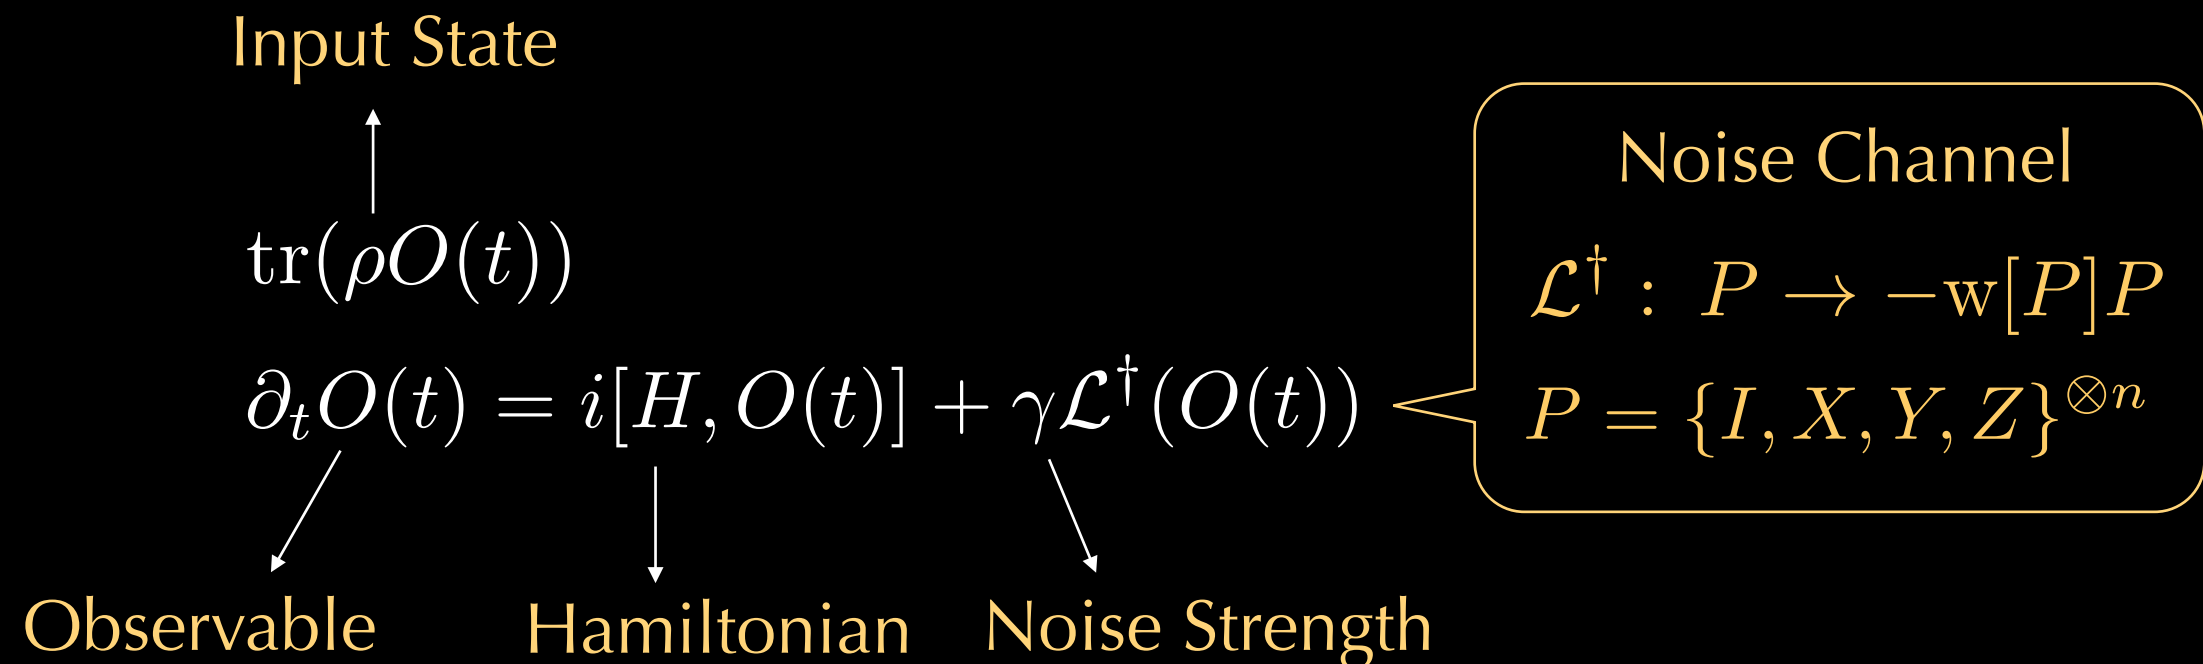 Input State
tr(ρO(t))
∂ₜO(t) = i[H, O(t)] + γℒ†(O(t))
Observable
Hamiltonian
Noise Strength
Noise Channel
ℒ† : P → −w[P]P
P = {I, X, Y, Z}⊗ⁿ